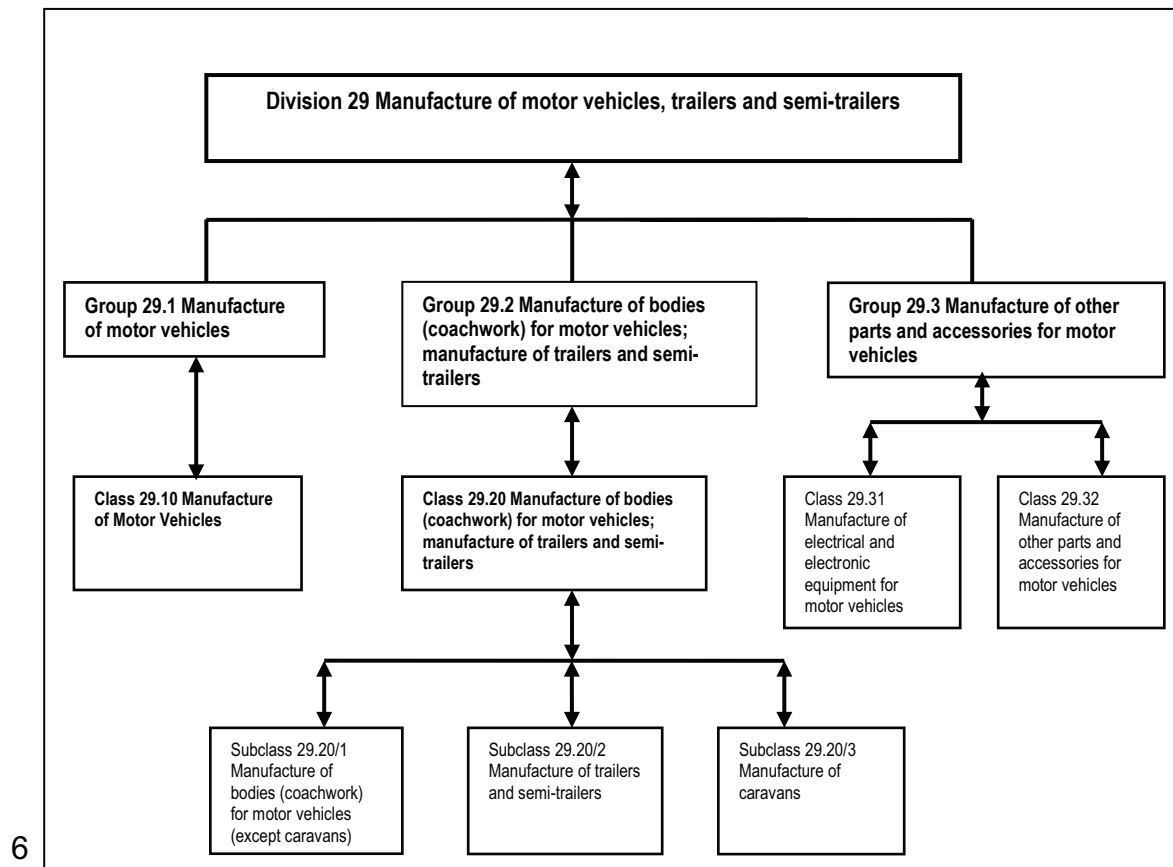 Division 29 Manufacture of motor vehicles, trailers and semi-trailers
Group 29.1 Manufacture
of motor vehicles
Group 29.2 Manufacture of bodies
(coachwork) for motor vehicles;
manufacture of trailers and semi-
trailers
Group 29.3 Manufacture of other
parts and accessories for motor
vehicles
Class 29.10 Manufacture
of Motor Vehicles
Class 29.20 Manufacture of bodies
(coachwork) for motor vehicles;
manufacture of trailers and semi-
trailers
Class 29.31
Manufacture of
electrical and
electronic
equipment for
motor vehicles
Class 29.32
Manufacture of
other parts and
accessories for
motor vehicles
Subclass 29.20/1
Manufacture of
bodies (coachwork)
for motor vehicles
(except caravans)
Subclass 29.20/2
Manufacture of trailers
and semi-trailers
Subclass 29.20/3
Manufacture of
caravans
6